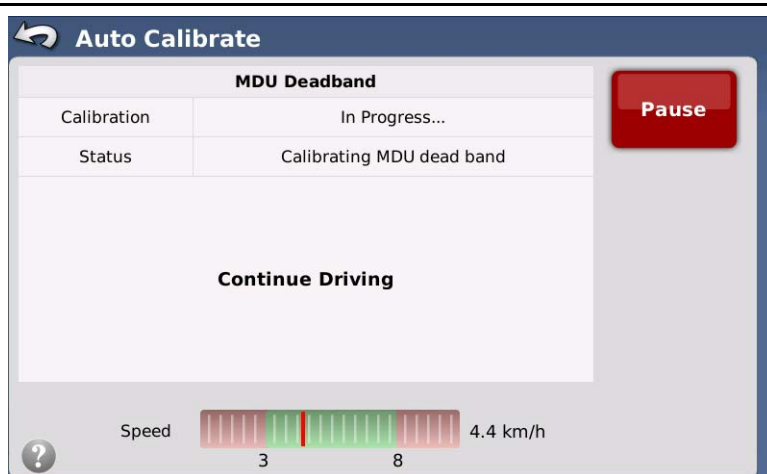 Auto Calibrate
MDU Deadband
Calibration In Progress...
Pause
Status Calibrating MDU dead band
Continue Driving
Speed 4.4 km/h
3 8
?